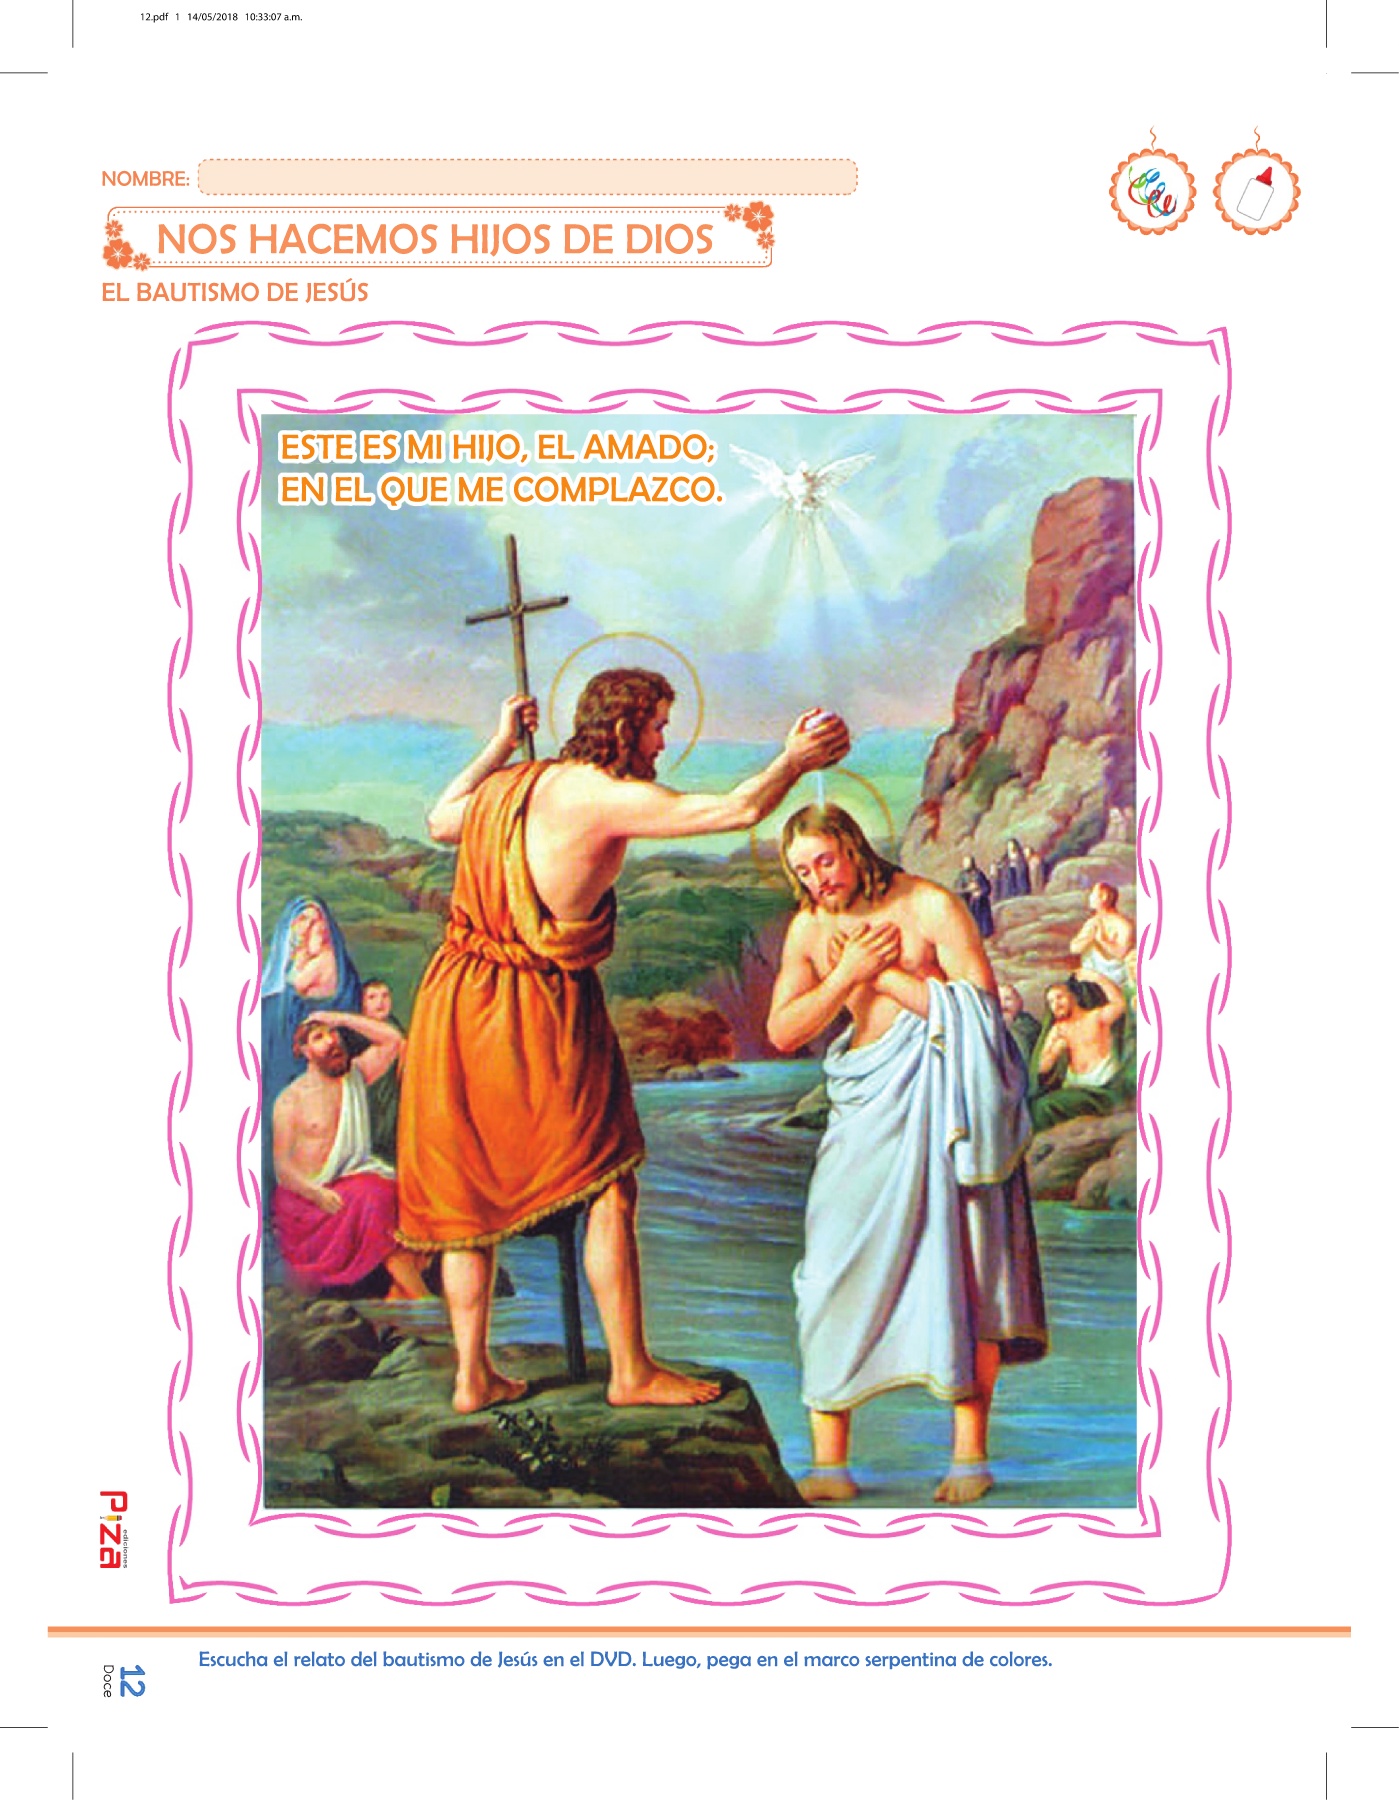 12.pdf 1 14/05/2018 10:33:07 a.m.
NOMBRE:
NOS HACEMOS HIJOS DE DIOS
EL BAUTISMO DE JESÚS
ESTE ES MI HIJO, EL AMADO;
EN EL QUE ME COMPLAZCO.
PIZA
ediciones
Escucha el relato del bautismo de Jesús en el DVD. Luego, pega en el marco serpentina de colores.
12
Doce